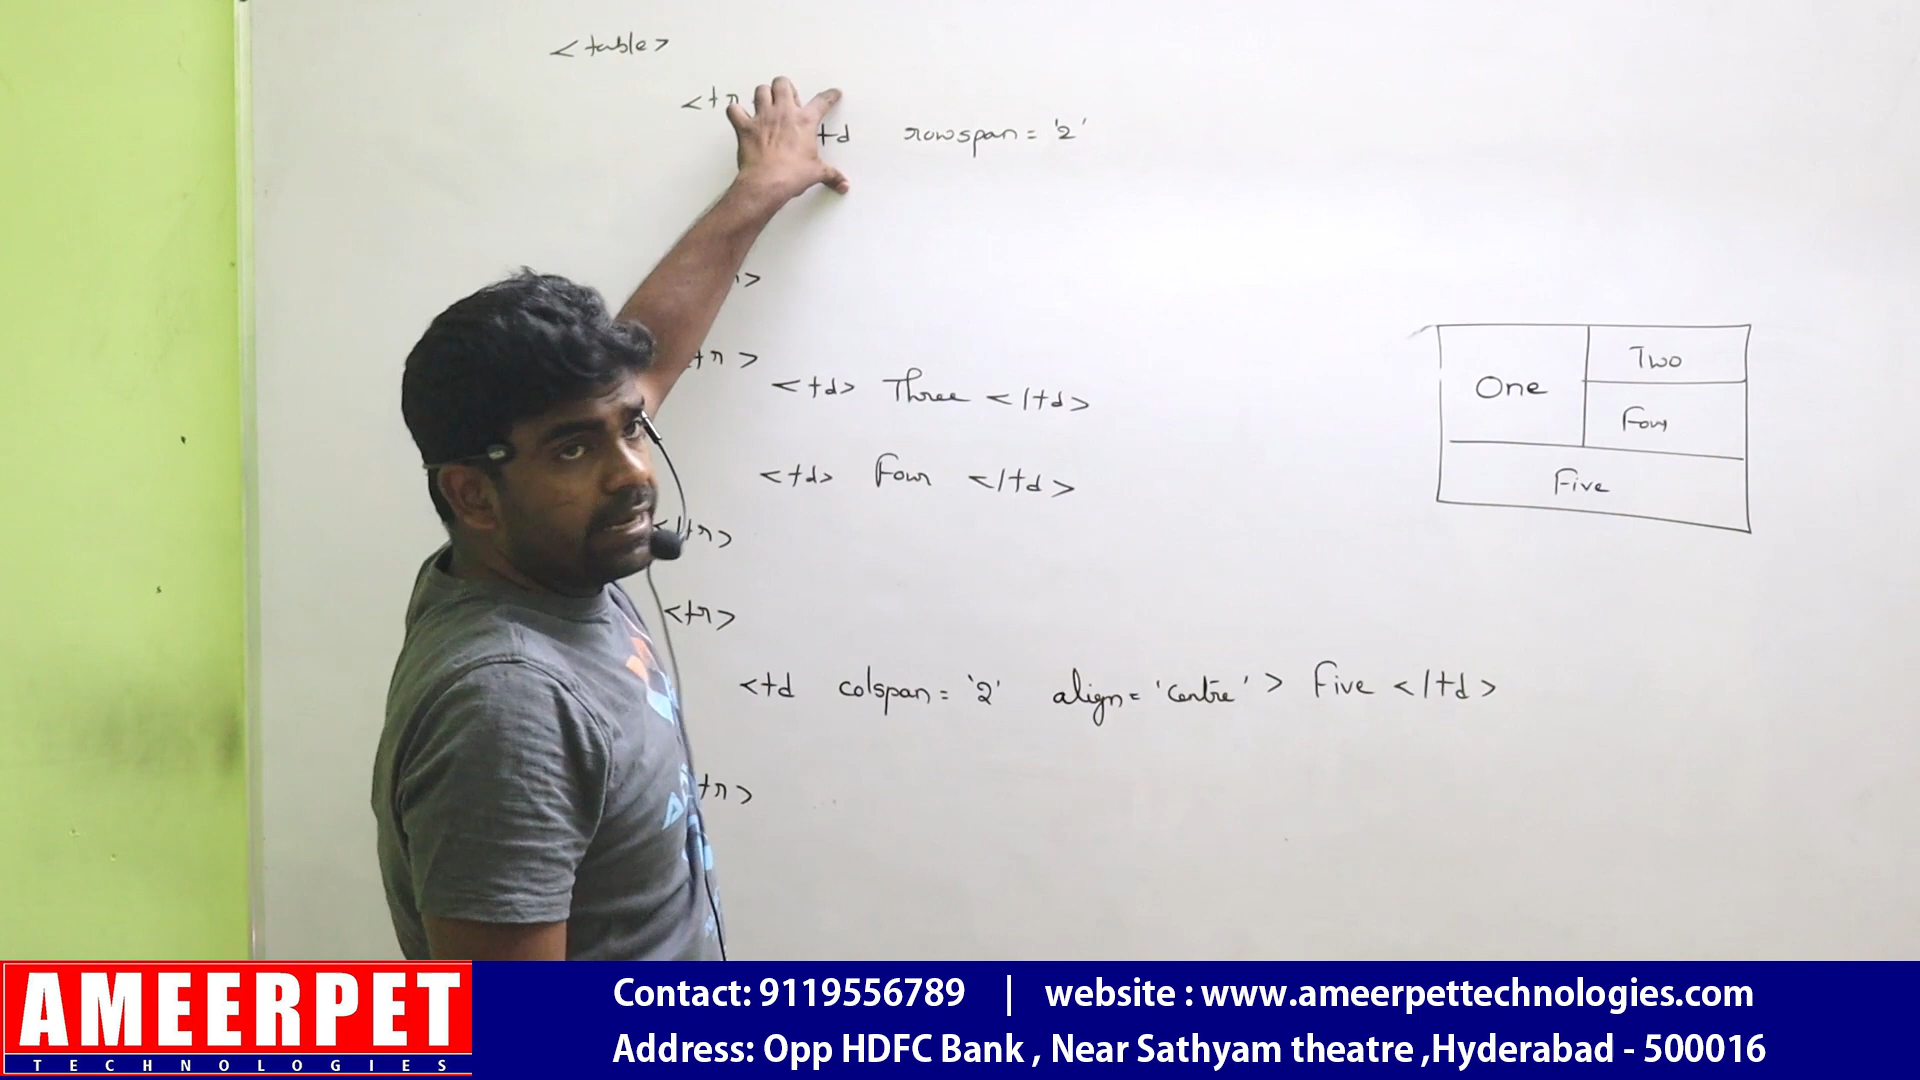 <table>
<tr
td rowspan = '2'
>
<tr>
<td> Three </td>
<td> Four </td>
</tr>
<tr>
<td colspan = '2' align = 'centre' > Five </td>
tr>
One
Two
Four
Five
AMEERPET
TECHNOLOGIES
Contact: 9119556789 | website : www.ameerpettechnologies.com
Address: Opp HDFC Bank , Near Sathyam theatre ,Hyderabad - 500016